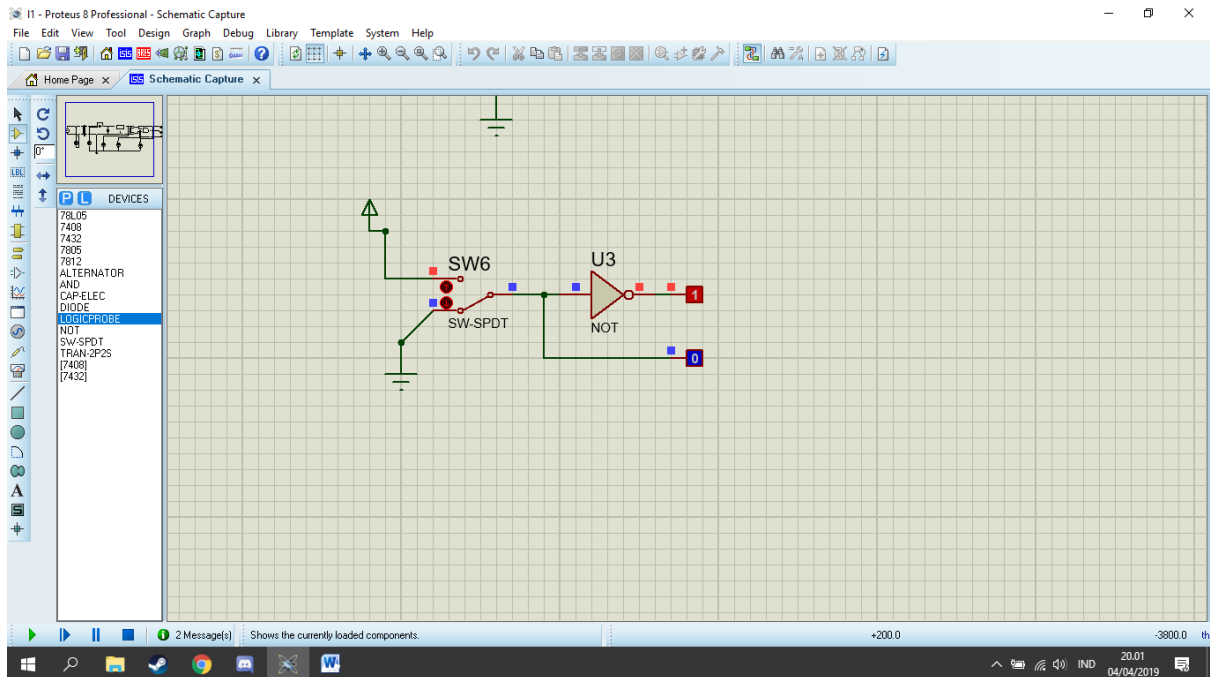 I1 - Proteus 8 Professional - Schematic Capture
File Edit View Tool Design Graph Debug Library Template System Help
Home Page Schematic Capture
0°
LBL
P L DEVICES
78L05
7408
7432
7805
7812
ALTERNATOR
AND
CAP-ELEC
DIODE
LOGICPROBE
NOT
SW-SPDT
TRAN-2P2S
[7408]
[7432]
SW6
SW-SPDT
U3
NOT
1
0
A
S
2 Message(s) Shows the currently loaded components. +200.0 -3800.0 th
IND
20.01
04/04/2019